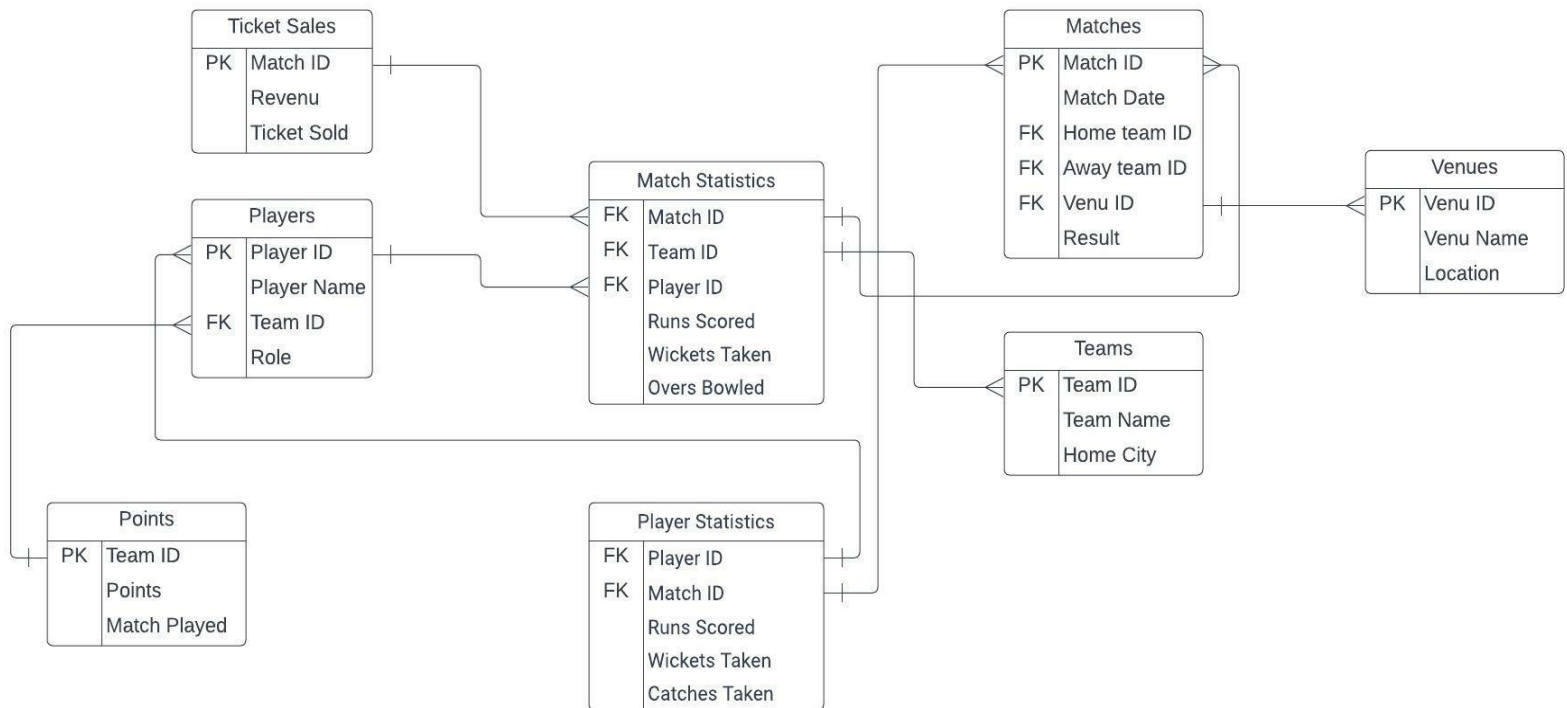 Ticket Sales
PK Match ID
Revenu
Ticket Sold
Players
PK Player ID
Player Name
FK Team ID
Role
Points
PK Team ID
Points
Match Played
Match Statistics
FK Match ID
FK Team ID
FK Player ID
Runs Scored
Wickets Taken
Overs Bowled
Player Statistics
FK Player ID
FK Match ID
Runs Scored
Wickets Taken
Catches Taken
Matches
PK Match ID
Match Date
FK Home team ID
FK Away team ID
FK Venu ID
Result
Teams
PK Team ID
Team Name
Home City
Venues
PK Venu ID
Venu Name
Location